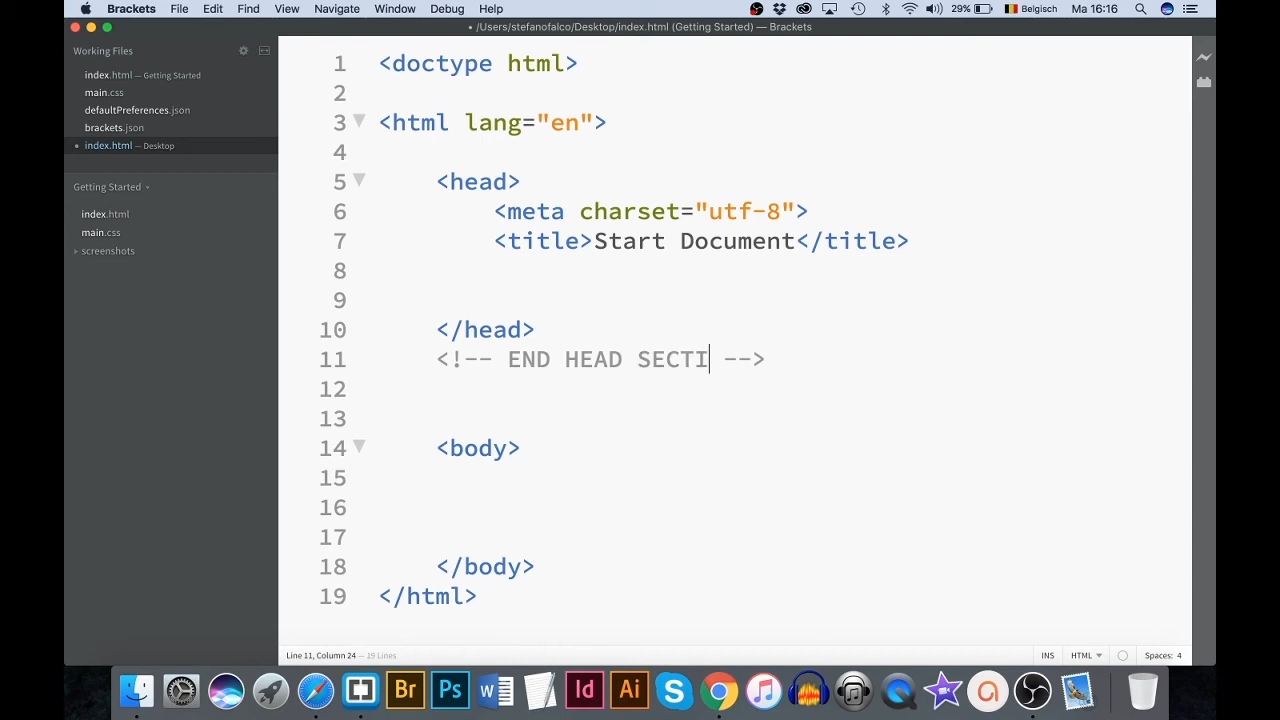 Brackets File Edit Find View Navigate Window Debug Help 29% Belgisch Ma 16:16
• /Users/stefanofalco/Desktop/index.html (Getting Started) — Brackets
Working Files
index.html — Getting Started
main.css
defaultPreferences.json
brackets.json
• index.html — Desktop
Getting Started
index.html
main.css
screenshots
1 <doctype html>
2
3 <html lang="en">
4
5 <head>
6 <meta charset="utf-8">
7 <title>Start Document</title>
8
9
10 </head>
11 <!-- END HEAD SECTI -->
12
13
14 <body>
15
16
17
18 </body>
19 </html>
Line 11, Column 24 — 19 Lines INS HTML Spaces: 4
Br Ps W Id Ai S